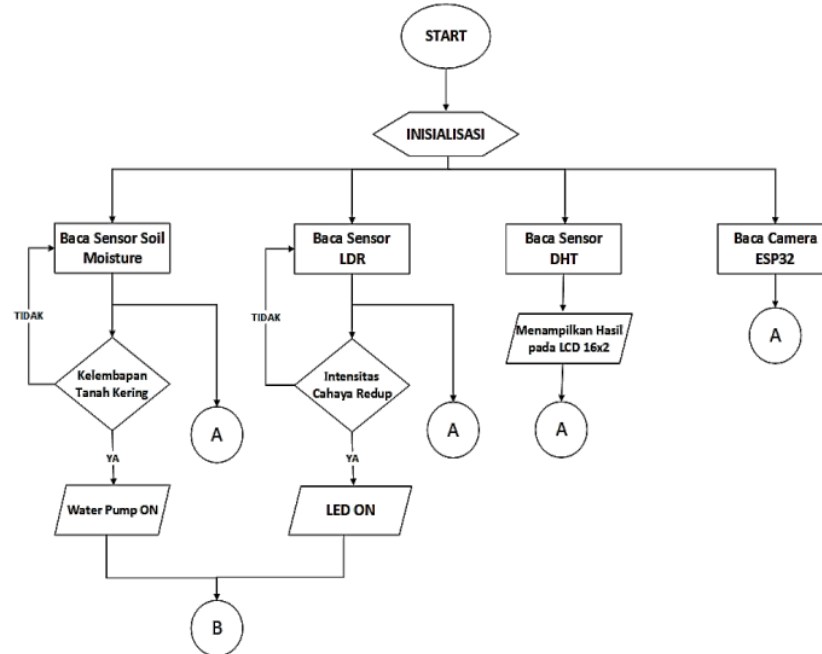 START
INISIALISASI
Baca Sensor Soil
Moisture
Baca Sensor
LDR
Baca Sensor
DHT
Baca Camera
ESP32
TIDAK
TIDAK
Menampilkan Hasil
pada LCD 16x2
A
Kelembapan
Tanah Kering
Intensitas
Cahaya Redup
A
A
A
YA
YA
Water Pump ON
LED ON
B